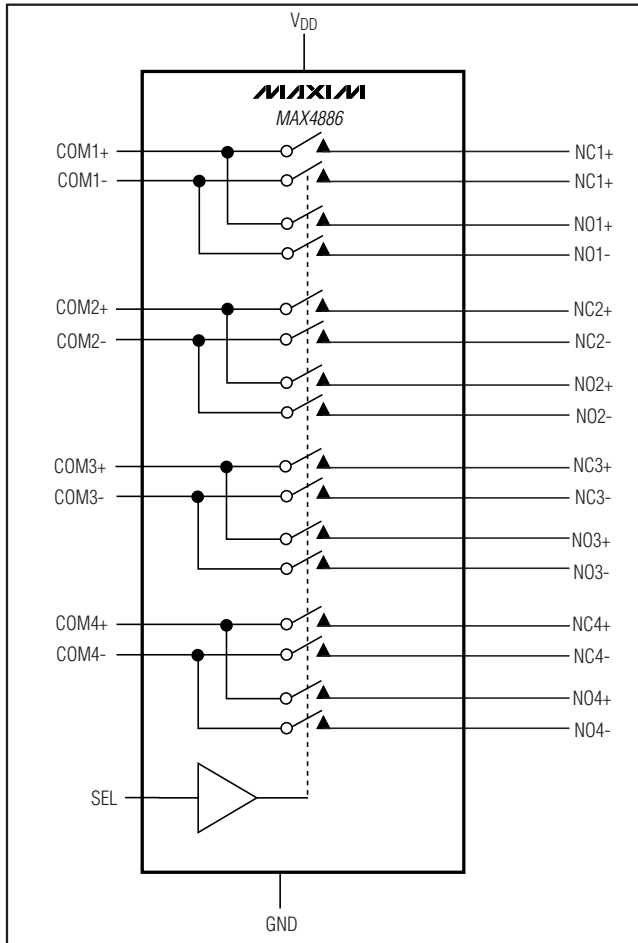 VDD
MAXIM
MAX4886
COM1+
NC1+
COM1-
NC1+
NO1+
NO1-
COM2+
NC2+
COM2-
NC2-
NO2+
NO2-
COM3+
NC3+
COM3-
NC3-
NO3+
NO3-
COM4+
NC4+
COM4-
NC4-
NO4+
NO4-
SEL
GND